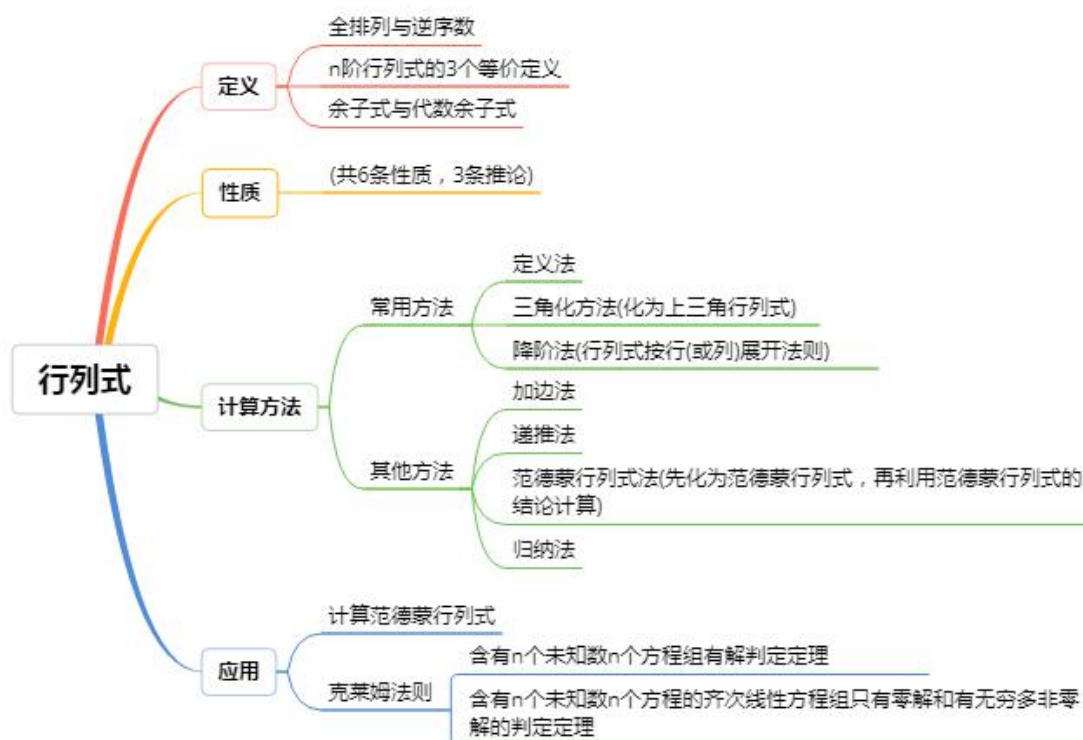 全排列与逆序数
n阶行列式的3个等价定义
定义
余子式与代数余子式
性质
(共6条性质，3条推论)
定义法
常用方法
三角化方法(化为上三角行列式)
降阶法(行列式按行(或列)展开法则)
行列式
计算方法
加边法
递推法
其他方法
范德蒙行列式法(先化为范德蒙行列式，再利用范德蒙行列式的
结论计算)
归纳法
计算范德蒙行列式
应用
含有n个未知数n个方程组有解判定定理
克莱姆法则
含有n个未知数n个方程的齐次线性方程组只有零解和有无穷多非零
解的判定定理